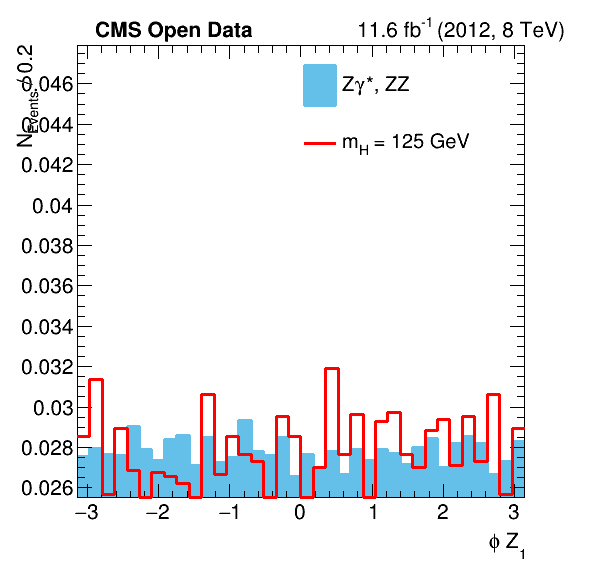 CMS Open Data
11.6 fb-1 (2012, 8 TeV)
NEvents / 0.2
Zγ*, ZZ
mH = 125 GeV
0.046
0.044
0.042
0.04
0.038
0.036
0.034
0.032
0.03
0.028
0.026
−3 −2 −1 0 1 2 3
ϕ Z1